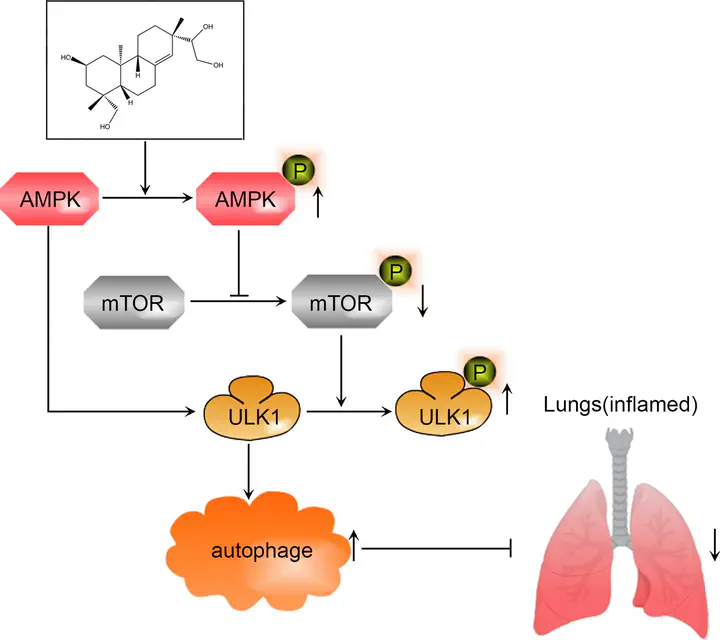 OH
HO
OH
H
H
HO
P
AMPK
AMPK
P
mTOR
mTOR
P
ULK1
ULK1
Lungs(inflamed)
autophage